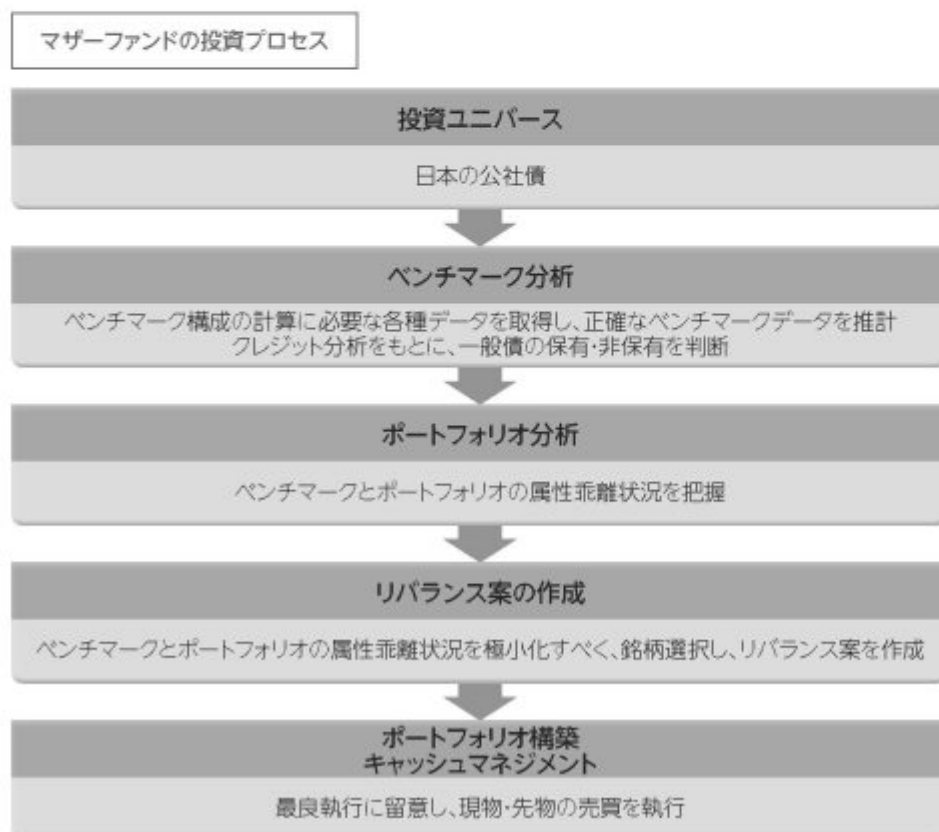 マザーファンドの投資プロセス
投資ユニバース
日本の公社債
ベンチマーク分析
ベンチマーク構成の計算に必要な各種データを取得し、正確なベンチマークデータを推計
クレジット分析をもとに、一般債の保有・非保有を判断
ポートフォリオ分析
ベンチマークとポートフォリオの属性乖離状況を把握
リバランス案の作成
ベンチマークとポートフォリオの属性乖離状況を極小化すべく、銘柄選択し、リバランス案を作成
ポートフォリオ構築
キャッシュマネジメント
最良執行に留意し、現物・先物の売買を執行